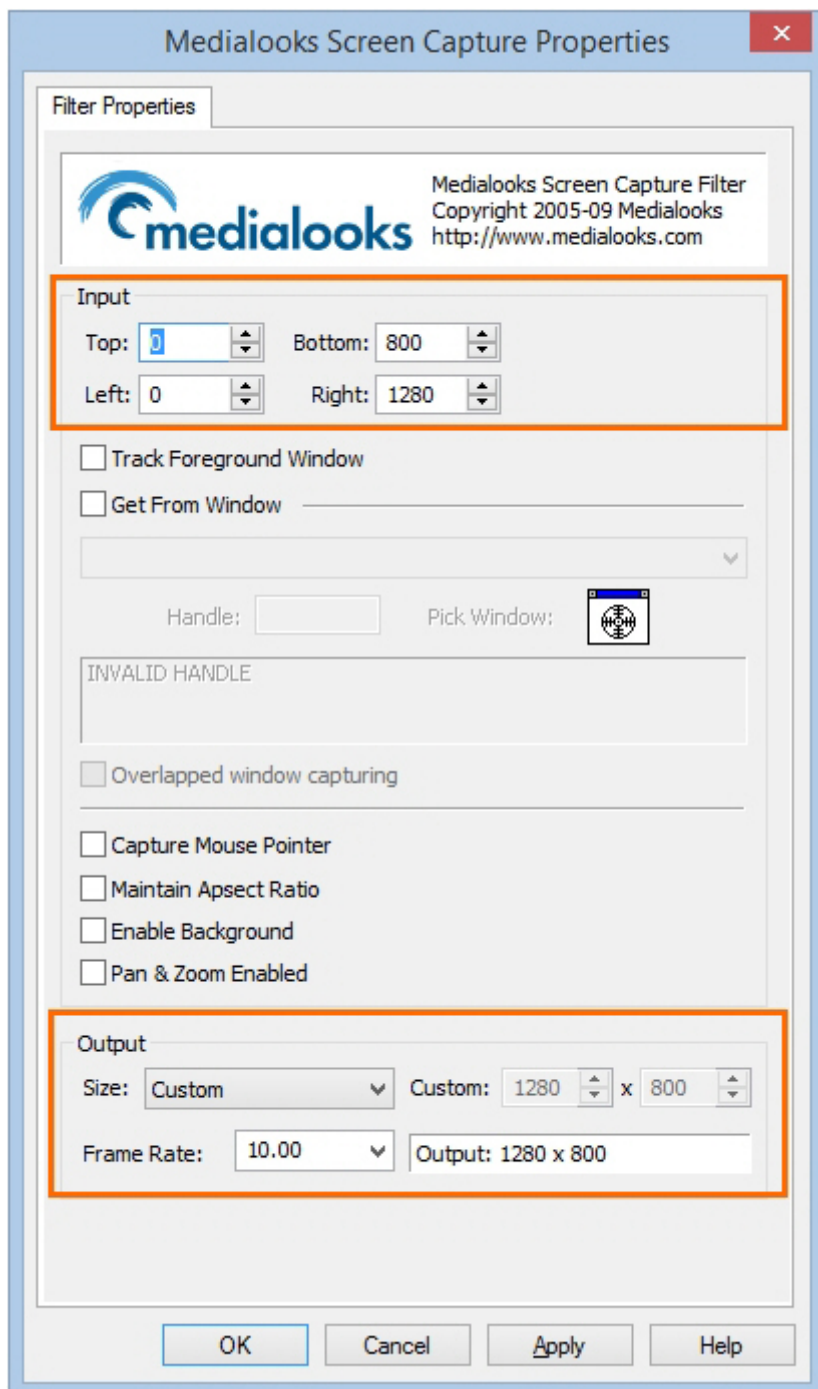 Medialooks Screen Capture Properties
Filter Properties
medialooks
Medialooks Screen Capture Filter
Copyright 2005-09 Medialooks
http://www.medialooks.com
Input
Top: 0 Bottom: 800
Left: 0 Right: 1280
Track Foreground Window
Get From Window
Handle: Pick Window:
INVALID HANDLE
Overlapped window capturing
Capture Mouse Pointer
Maintain Apsect Ratio
Enable Background
Pan & Zoom Enabled
Output
Size: Custom Custom: 1280 x 800
Frame Rate: 10.00 Output: 1280 x 800
OK Cancel Apply Help